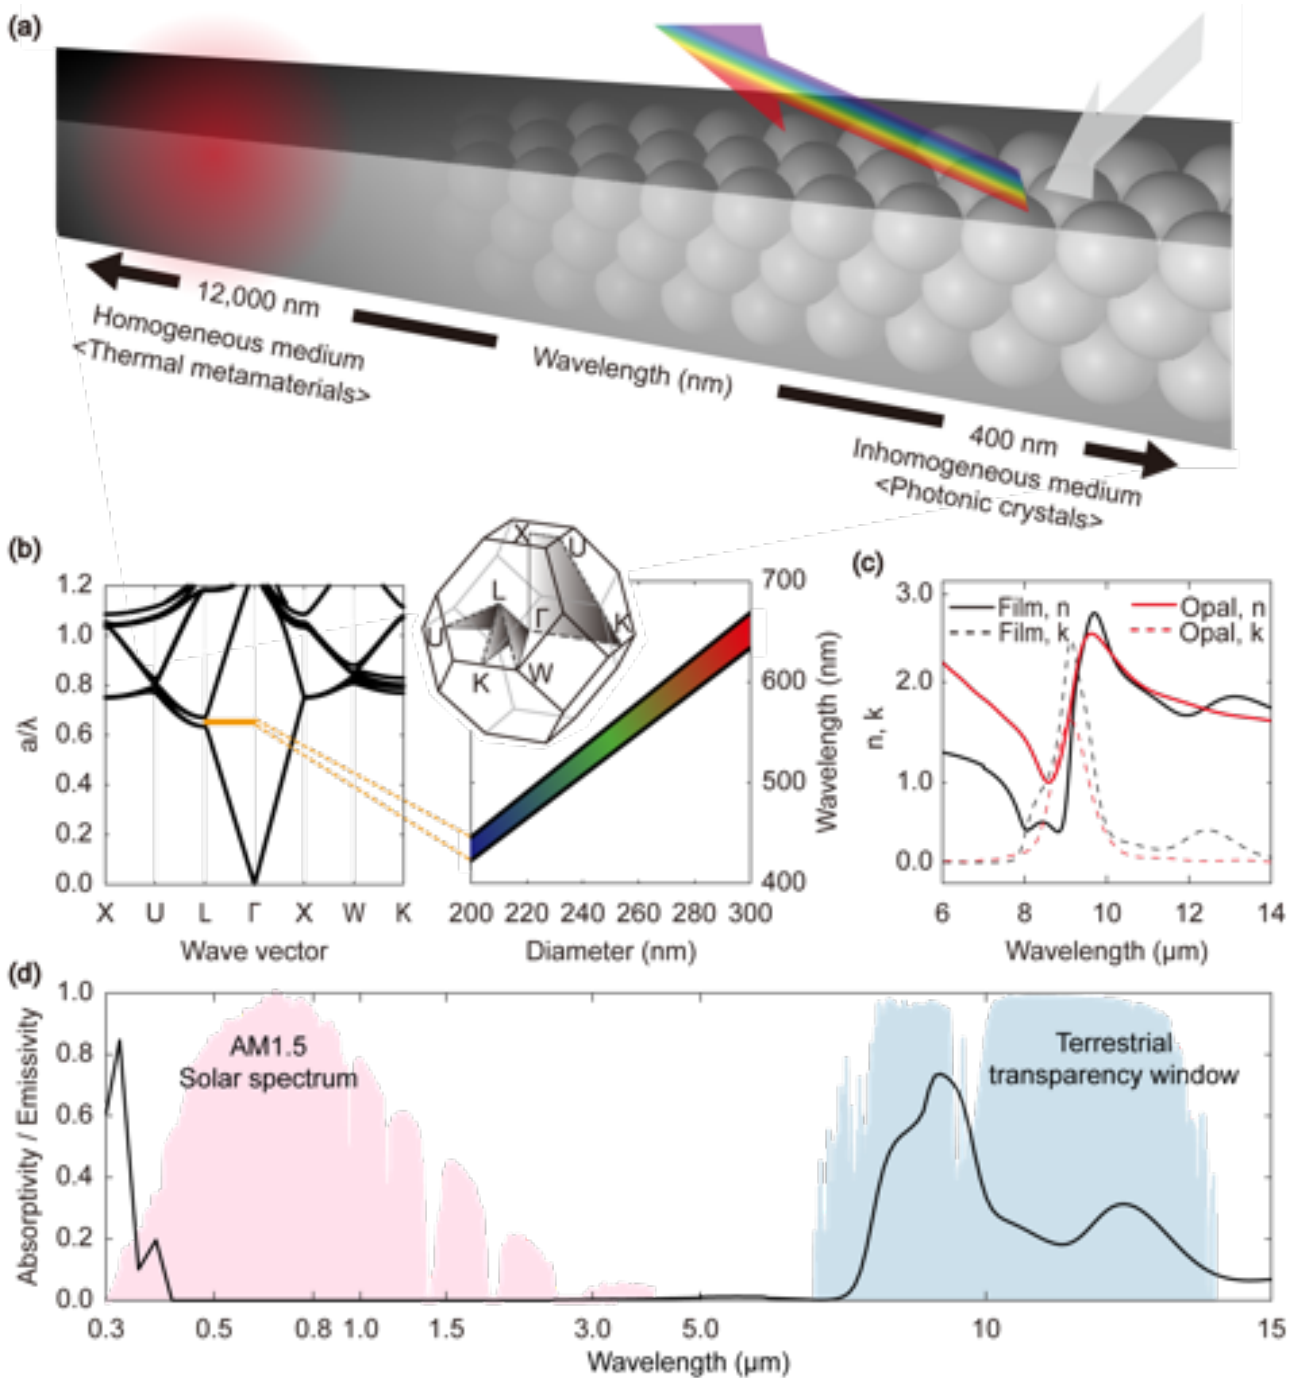 (a)
12,000 nm
Homogeneous medium
<Thermal metamaterials>
Wavelength (nm)
400 nm
Inhomogeneous medium
<Photonic crystals>
(b)
1.2
1.0
0.8
0.6
0.4
0.2
0.0
a/λ
X U L Γ X W K
Wave vector
X U
L
Γ
U K
K W
700
600
500
400
Wavelength (nm)
200 220 240 260 280 300
Diameter (nm)
(c)
3.0
2.0
1.0
0.0
n, k
Film, n Opal, n
Film, k Opal, k
6 8 10 12 14
Wavelength (μm)
(d)
1.0
0.8
0.6
0.4
0.2
0.0
Absorptivity / Emissivity
AM1.5
Solar spectrum
Terrestrial
transparency window
0.3 0.5 0.8 1.0 1.5 3.0 5.0 10 15
Wavelength (μm)